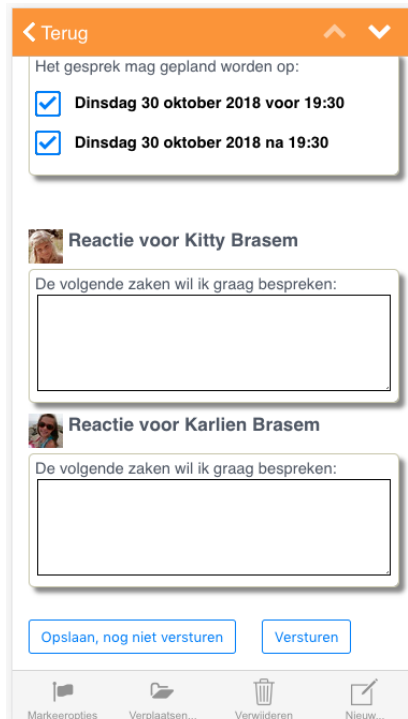 Terug
Het gesprek mag gepland worden op:
Dinsdag 30 oktober 2018 voor 19:30
Dinsdag 30 oktober 2018 na 19:30
Reactie voor Kitty Brasem
De volgende zaken wil ik graag bespreken:
Reactie voor Karlien Brasem
De volgende zaken wil ik graag bespreken:
Opslaan, nog niet versturen Versturen
Markeeropties Verplaatsen... Verwijderen Nieuw...